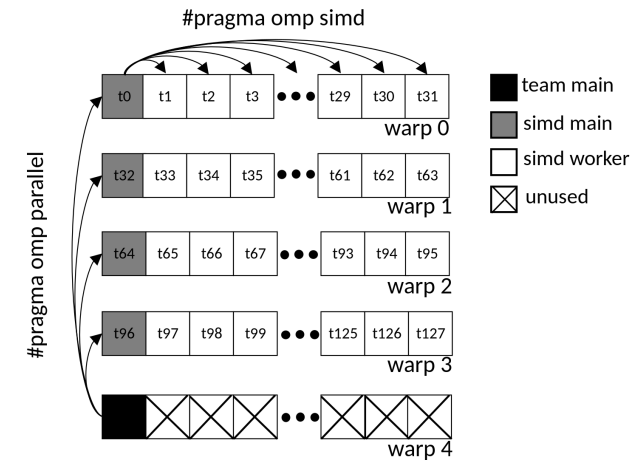 #pragma omp simd
t0 t1 t2 t3 t29 t30 t31
warp 0
t32 t33 t34 t35 t61 t62 t63
warp 1
t64 t65 t66 t67 t93 t94 t95
warp 2
t96 t97 t98 t99 t125 t126 t127
warp 3
warp 4
#pragma omp parallel
team main
simd main
simd worker
unused